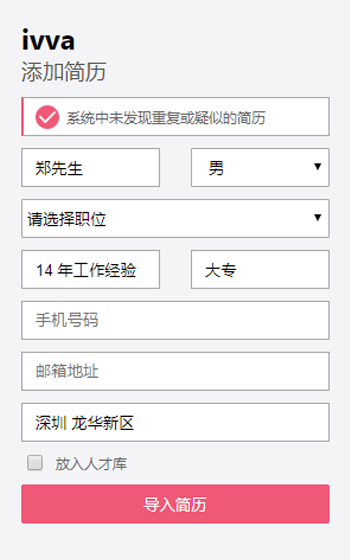 ivva
添加简历
系统中未发现重复或疑似的简历
郑先生 男
请选择职位
14 年工作经验 大专
手机号码
邮箱地址
深圳 龙华新区
放入人才库
导入简历